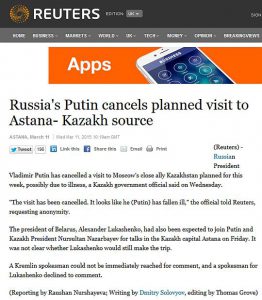 REUTERS
EDITION: UK
HOME BUSINESS MARKETS WORLD UK TECH MONEY OPINION BREAKINGVIEWS
Apps
Russia's Putin cancels planned visit to
Astana- Kazakh source
ASTANA, March 11 | Wed Mar 11, 2015 10:19am GMT
Tweet 196 Share Share this Email Print
(Reuters) -
Russian
President
Vladimir Putin has cancelled a visit to Moscow's close ally Kazakhstan planned for this
week, possibly due to illness, a Kazakh government official said on Wednesday.
"The visit has been cancelled. It looks like he (Putin) has fallen ill," the official told Reuters,
requesting anonymity.
The president of Belarus, Alexander Lukashenko, had also been expected to join Putin and
Kazakh President Nursultan Nazarbayev for talks in the Kazakh capital Astana on Friday. It
was not clear whether Lukashenko would still make the trip.
A Kremlin spokesman could not be immediately reached for comment, and a spokesman for
Lukashenko declined to comment.
(Reporting by Raushan Nurshayeva; Writing by Dmitry Solovyov, editing by Thomas Grove)